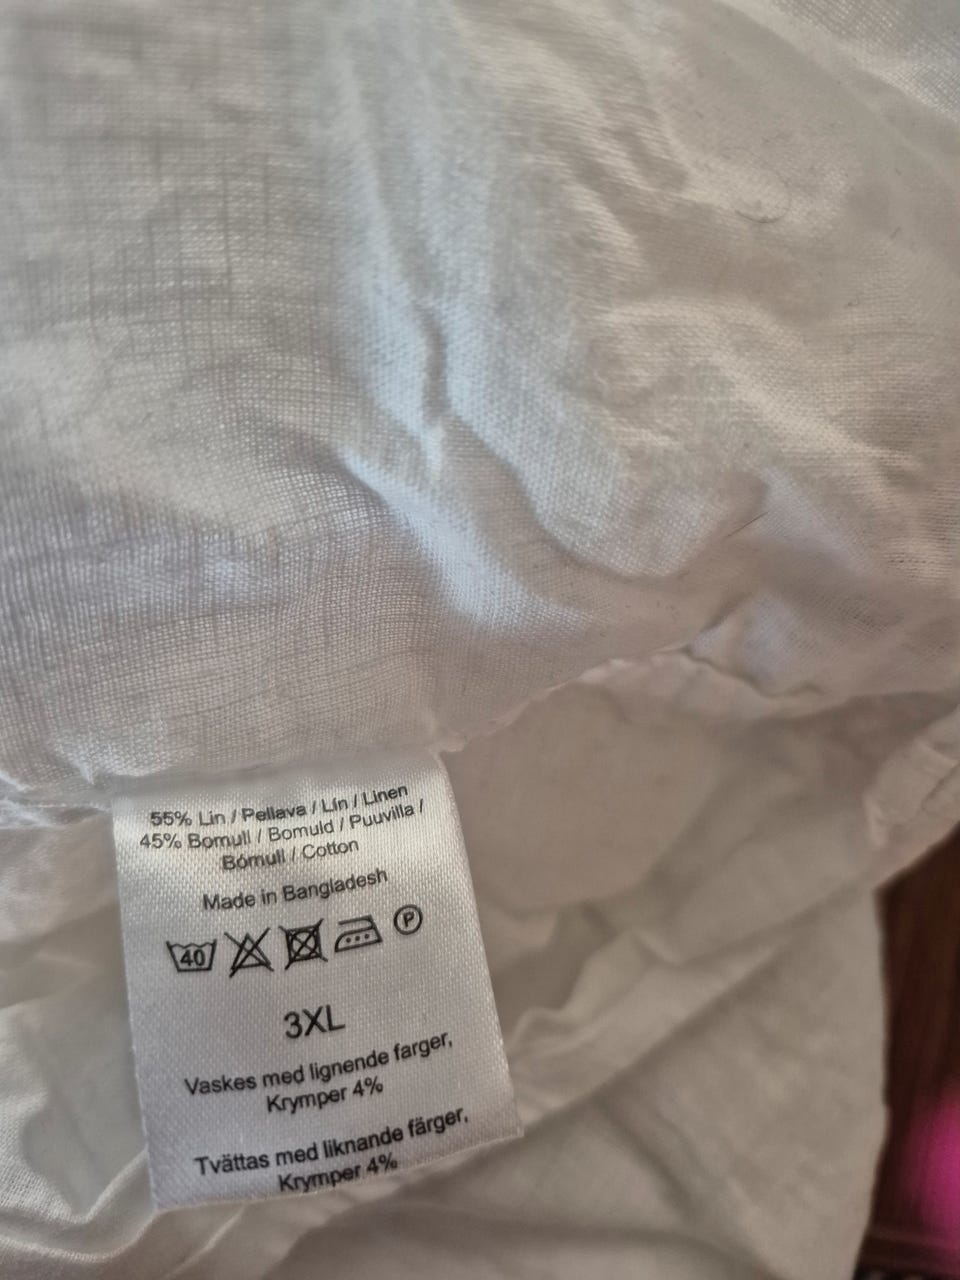 55% Lin / Pellava / Lín / Linen
45% Bomull / Bomuld / Puuvilla /
Bómull / Cotton
Made in Bangladesh
40 P
3XL
Vaskes med lignende farger,
Krymper 4%
Tvättas med liknande färger,
Krymper 4%